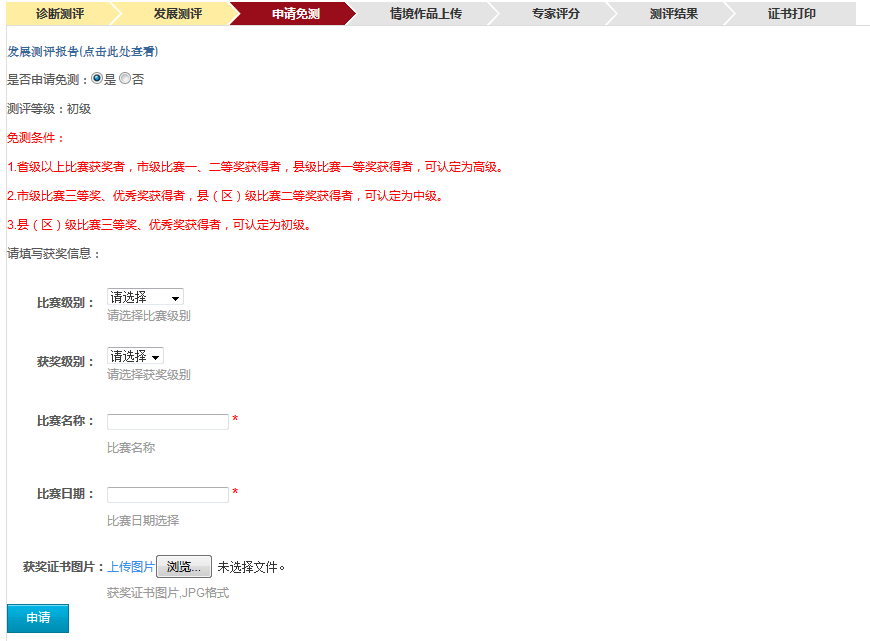 诊断测评 发展测评 申请免测 情境作品上传 专家评分 测评结果 证书打印
发展测评报告(点击此处查看)
是否申请免测：是 否
测评等级：初级
免测条件：
1.省级以上比赛获奖者，市级比赛一、二等奖获得者，县级比赛一等奖获得者，可认定为高级。
2.市级比赛三等奖、优秀奖获得者，县（区）级比赛二等奖获得者，可认定为中级。
3.县（区）级比赛三等奖、优秀奖获得者，可认定为初级。
请填写获奖信息：
比赛级别： 请选择
请选择比赛级别
获奖级别： 请选择
请选择获奖级别
比赛名称： *
比赛名称
比赛日期： *
比赛日期选择
获奖证书图片：上传图片 浏览... 未选择文件。
获奖证书图片,JPG格式
申请